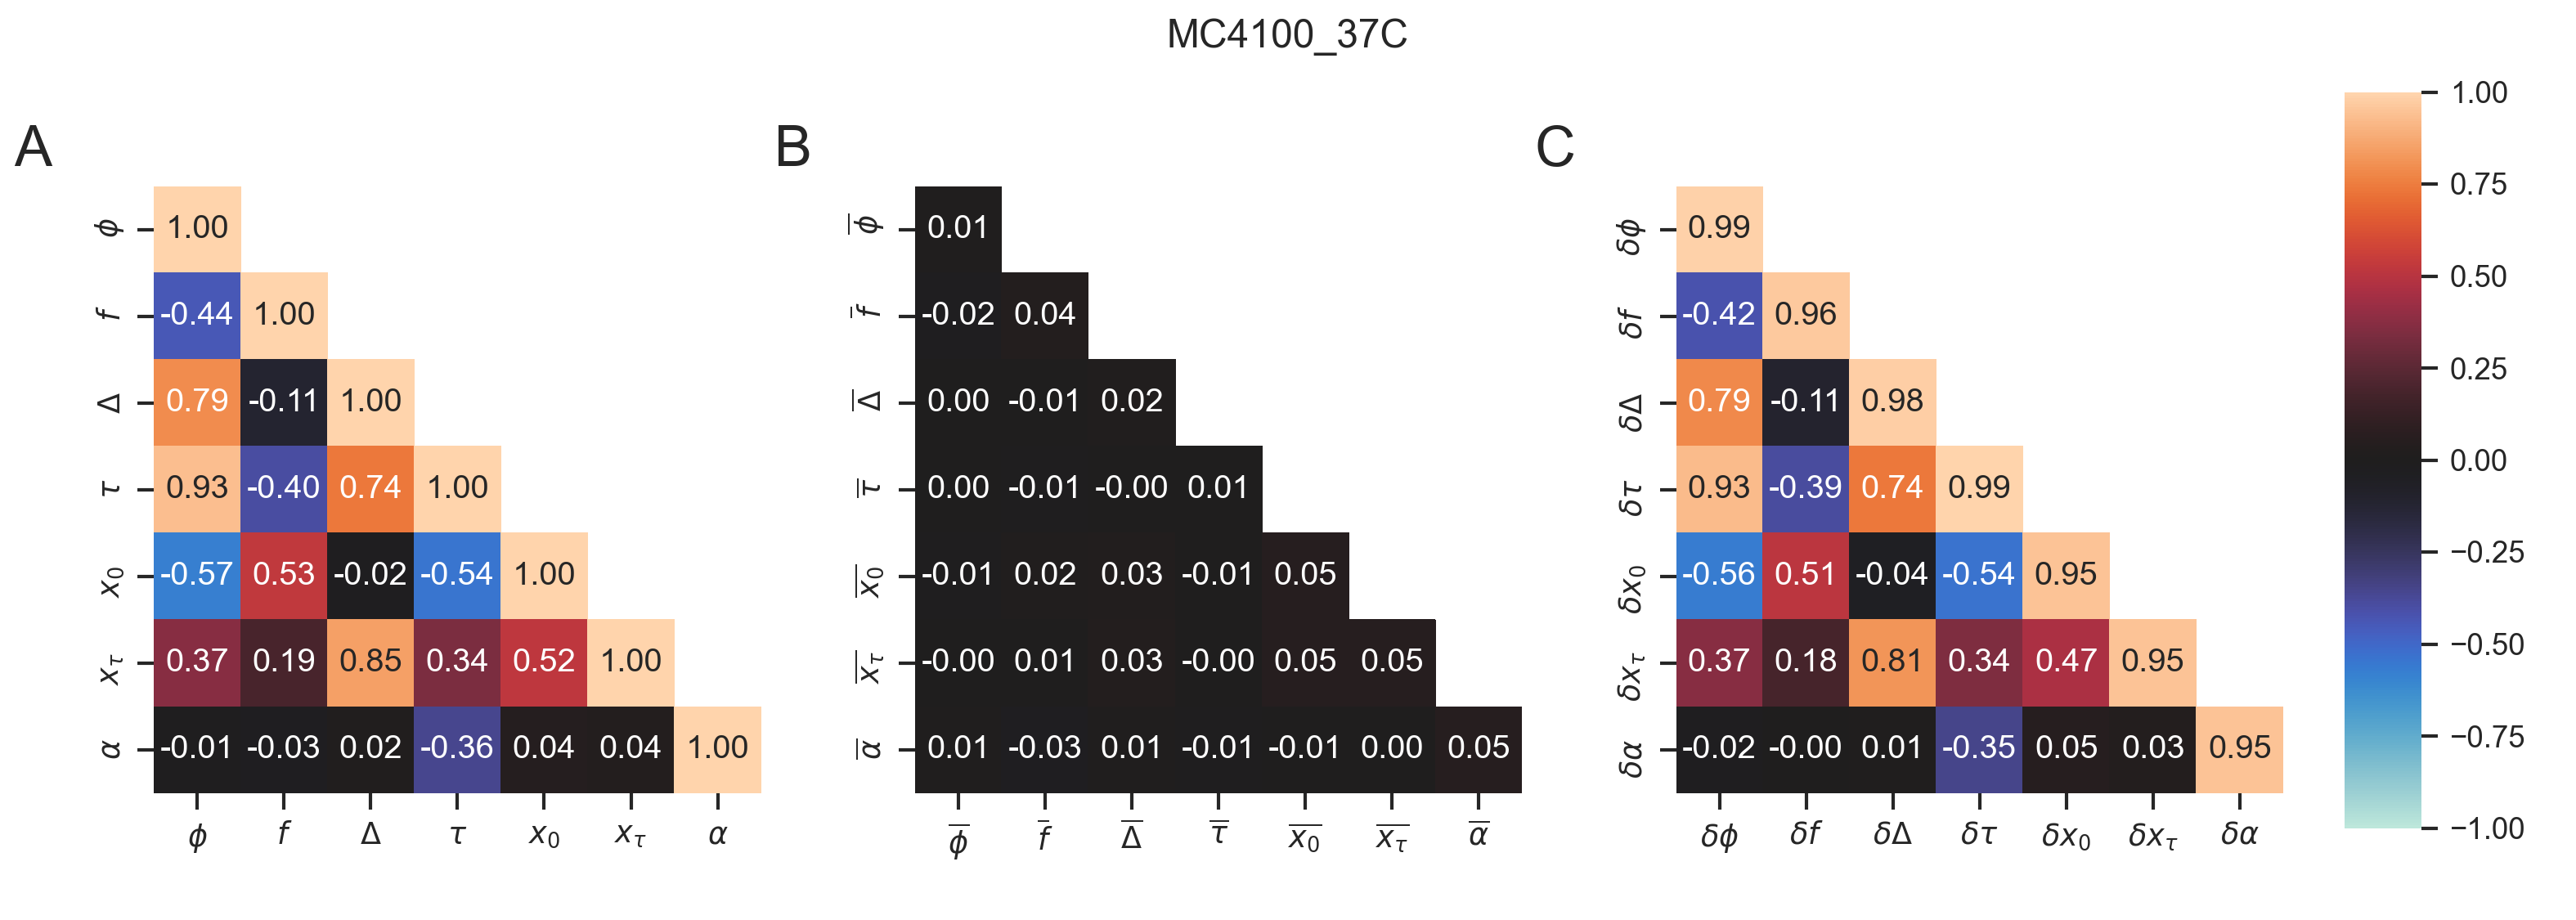 MC4100_37C
A
ϕ 1.00
f -0.44 1.00
Δ 0.79 -0.11 1.00
τ 0.93 -0.40 0.74 1.00
x₀ -0.57 0.53 -0.02 -0.54 1.00
x_τ 0.37 0.19 0.85 0.34 0.52 1.00
α -0.01 -0.03 0.02 -0.36 0.04 0.04 1.00
ϕ f Δ τ x₀ x_τ α
B
ϕ̅ 0.01
f̅ -0.02 0.04
Δ̅ 0.00 -0.01 0.02
τ̅ 0.00 -0.01 -0.00 0.01
x̅₀ -0.01 0.02 0.03 -0.01 0.05
x̅_τ -0.00 0.01 0.03 -0.00 0.05 0.05
α̅ 0.01 -0.03 0.01 -0.01 -0.01 0.00 0.05
ϕ̅ f̅ Δ̅ τ̅ x̅₀ x̅_τ α̅
C
δϕ 0.99
δf -0.42 0.96
δΔ 0.79 -0.11 0.98
δτ 0.93 -0.39 0.74 0.99
δx₀ -0.56 0.51 -0.04 -0.54 0.95
δx_τ 0.37 0.18 0.81 0.34 0.47 0.95
δα -0.02 -0.00 0.01 -0.35 0.05 0.03 0.95
δϕ δf δΔ δτ δx₀ δx_τ δα
1.00
0.75
0.50
0.25
0.00
−0.25
−0.50
−0.75
−1.00